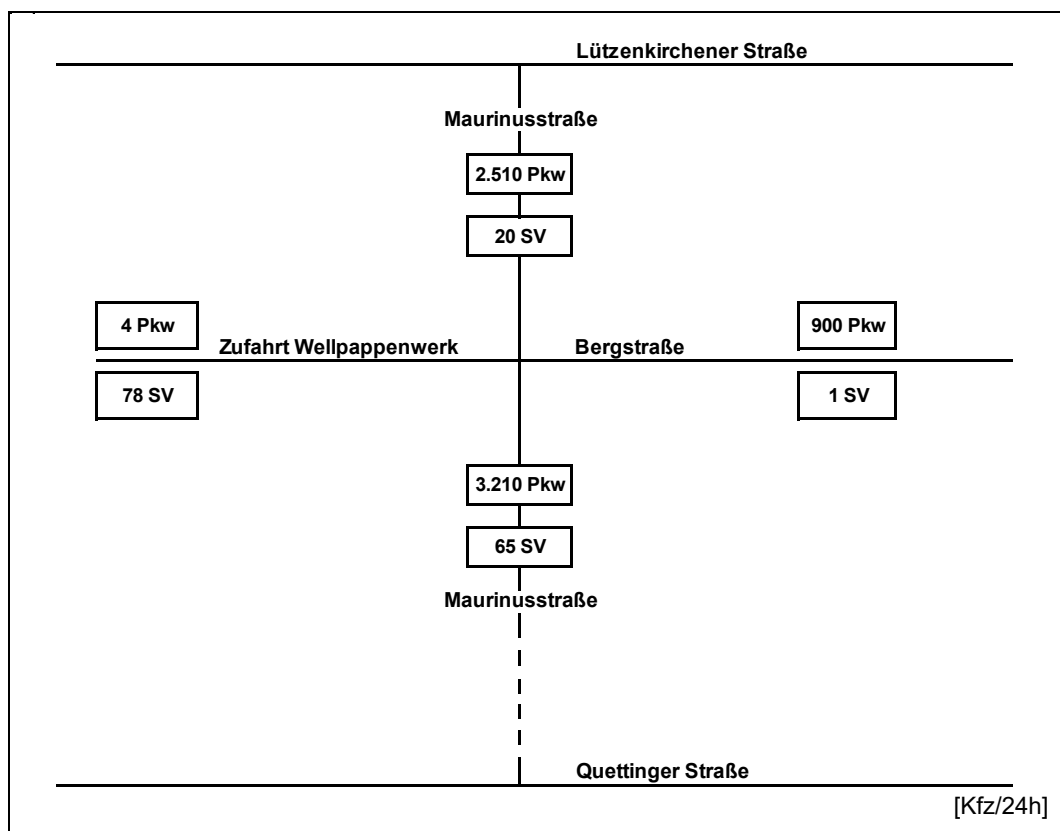 Lützenkirchener Straße
Maurinusstraße
2.510 Pkw
20 SV
4 Pkw
900 Pkw
Zufahrt Wellpappenwerk
Bergstraße
78 SV
1 SV
3.210 Pkw
65 SV
Maurinusstraße
Quettinger Straße
[Kfz/24h]